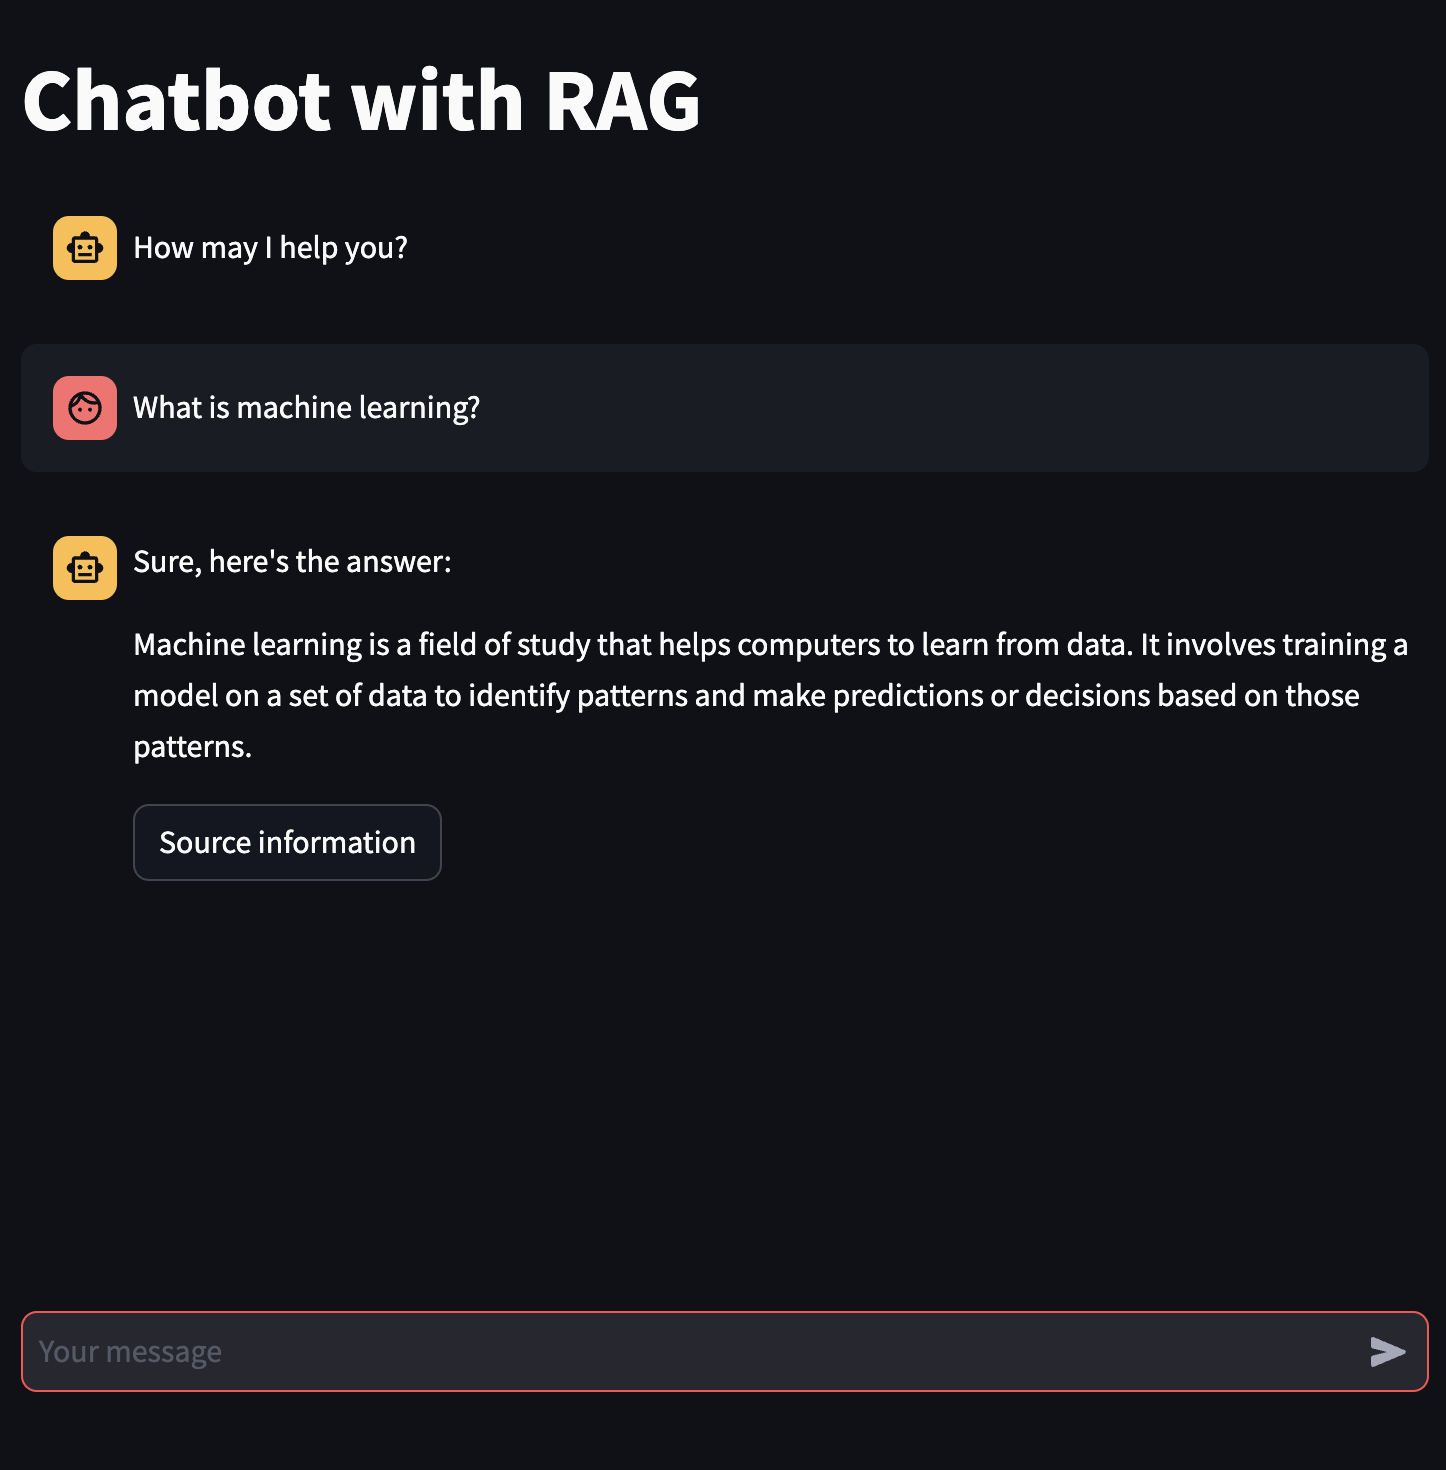 Chatbot with RAG
How may I help you?
What is machine learning?
Sure, here's the answer:
Machine learning is a field of study that helps computers to learn from data. It involves training a
model on a set of data to identify patterns and make predictions or decisions based on those
patterns.
Source information
Your message